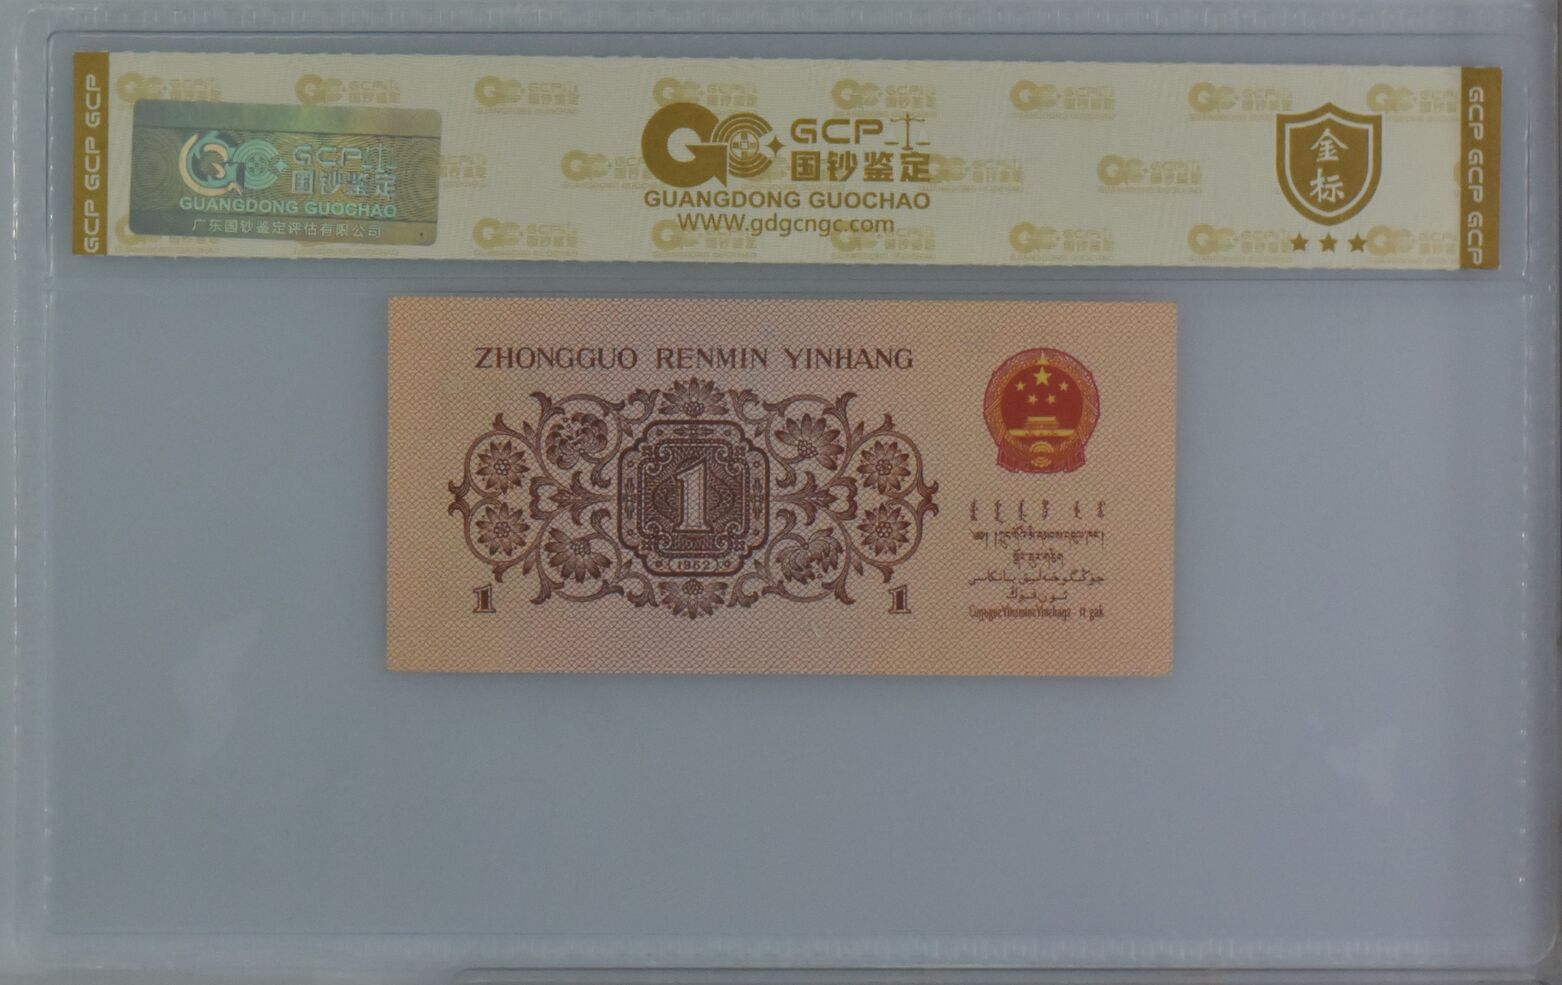 GCP GCP GCP
GCP
国钞鉴定
GUANGDONG GUOCHAO
广东国钞鉴定评估有限公司
GCP
国钞鉴定
GUANGDONG GUOCHAO
WWW.gdgcngc.com
金
标
GCP GCP GCP
ZHONGGUO RENMIN YINHANG
1
(1962)
1
1